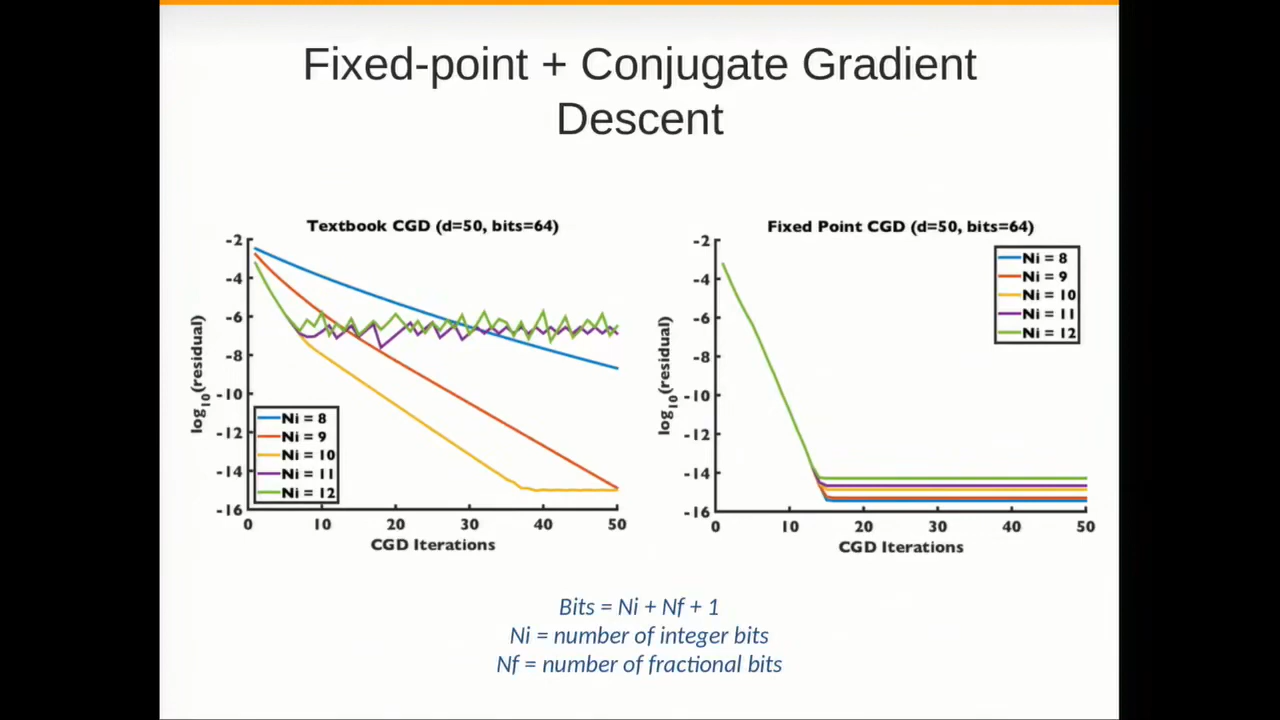 Fixed-point + Conjugate Gradient
Descent
Textbook CGD (d=50, bits=64)
-2
-4
-6
-8
-10
-12
-14
-16
0
10
20
30
40
50
log10(residual)
CGD Iterations
Ni = 8
Ni = 9
Ni = 10
Ni = 11
Ni = 12
Fixed Point CGD (d=50, bits=64)
-2
-4
-6
-8
-10
-12
-14
-16
0
10
20
30
40
50
log10(residual)
CGD Iterations
Ni = 8
Ni = 9
Ni = 10
Ni = 11
Ni = 12
Bits = Ni + Nf + 1
Ni = number of integer bits
Nf = number of fractional bits